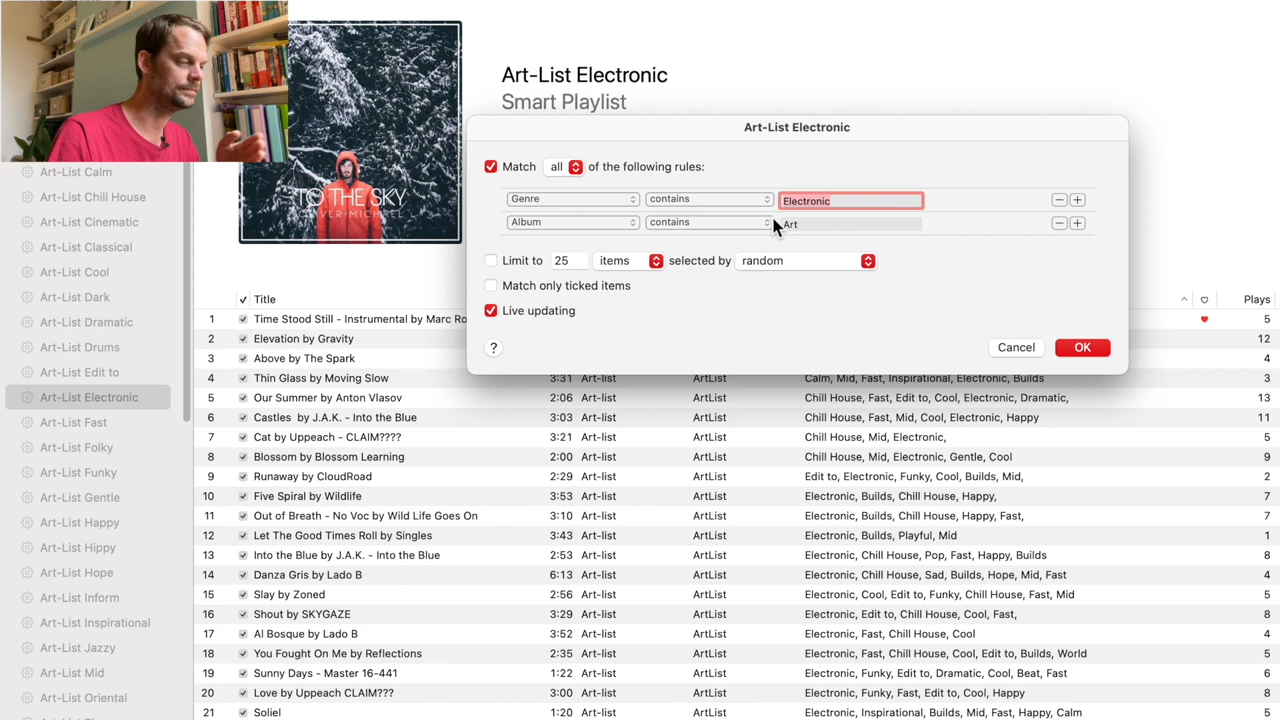 Art-List Electronic
Smart Playlist
TO THE SKY
OLIVER MICHAEL
Art-List Electronic
Match all of the following rules:
Genre contains Electronic
Album contains Art
Limit to 25 items selected by random
Match only ticked items
Live updating
? Cancel OK
Art-List Calm
Art-List Chill House
Art-List Cinematic
Art-List Classical
Art-List Cool
Art-List Dark
Art-List Dramatic
Art-List Drums
Art-List Edit to
Art-List Electronic
Art-List Fast
Art-List Folky
Art-List Funky
Art-List Gentle
Art-List Happy
Art-List Hippy
Art-List Hope
Art-List Inform
Art-List Inspirational
Art-List Jazzy
Art-List Mid
Art-List Oriental
Title Plays
1 Time Stood Still - Instrumental by Marc Ro 5
2 Elevation by Gravity 12
3 Above by The Spark 4
4 Thin Glass by Moving Slow 3:31 Art-list ArtList Calm, Mid, Fast, Inspirational, Electronic, Builds 3
5 Our Summer by Anton Vlasov 2:06 Art-list ArtList Chill House, Fast, Edit to, Cool, Electronic, Dramatic, 13
6 Castles by J.A.K. - Into the Blue 3:03 Art-list ArtList Chill House, Fast, Mid, Cool, Electronic, Happy 11
7 Cat by Uppeach - CLAIM???? 3:21 Art-list ArtList Chill House, Mid, Electronic, 5
8 Blossom by Blossom Learning 2:00 Art-list ArtList Chill House, Mid, Electronic, Gentle, Cool 9
9 Runaway by CloudRoad 2:29 Art-list ArtList Edit to, Electronic, Funky, Cool, Builds, Mid, 2
10 Five Spiral by Wildlife 3:53 Art-list ArtList Electronic, Builds, Chill House, Happy, 7
11 Out of Breath - No Voc by Wild Life Goes On 3:10 Art-list ArtList Electronic, Builds, Chill House, Happy, Fast, 7
12 Let The Good Times Roll by Singles 3:43 Art-list ArtList Electronic, Builds, Playful, Mid 1
13 Into the Blue by J.A.K. - Into the Blue 2:53 Art-list ArtList Electronic, Chill House, Pop, Fast, Happy, Builds 8
14 Danza Gris by Lado B 6:13 Art-list ArtList Electronic, Chill House, Sad, Builds, Hope, Mid, Fast 4
15 Slay by Zoned 2:56 Art-list ArtList Electronic, Cool, Edit to, Funky, Chill House, Fast, Mid 5
16 Shout by SKYGAZE 3:29 Art-list ArtList Electronic, Edit to, Chill House, Cool, Fast, 8
17 Al Bosque by Lado B 3:52 Art-list ArtList Electronic, Fast, Chill House, Cool 4
18 You Fought On Me by Reflections 2:35 Art-list ArtList Electronic, Fast, Chill House, Cool, Edit to, Builds, World 5
19 Sunny Days - Master 16-441 1:22 Art-list ArtList Electronic, Funky, Edit to, Dramatic, Cool, Beat, Fast 6
20 Love by Uppeach CLAIM??? 3:00 Art-list ArtList Electronic, Funky, Fast, Edit to, Cool, Happy 8
21 Soliel 1:20 Art-list ArtList Electronic, Inspirational, Builds, Mid, Fast, Happy, Calm 5